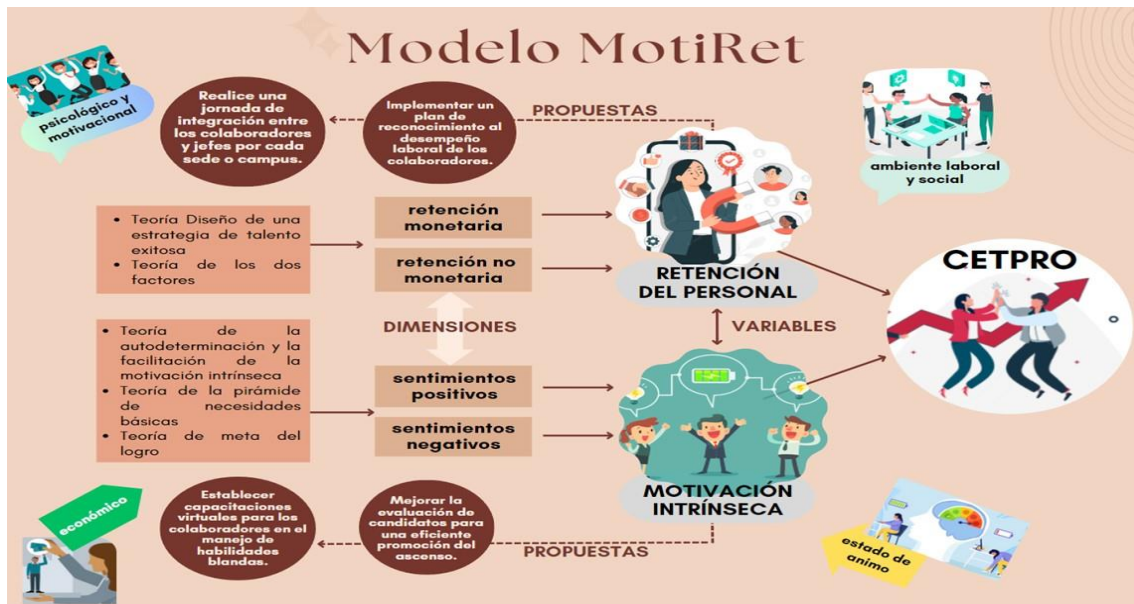 Modelo MotiRet
psicológico y
motivacional
Realice una
jornada de
integración entre
los colaboradores
y jefes por cada
sede o campus.
Implementar un
plan de
reconocimiento al
desempeño
laboral de los
colaboradores.
PROPUESTAS
ambiente laboral
y social
• Teoría Diseño de una
estrategia de talento
exitosa
• Teoría de los dos
factores
retención
monetaria
retención no
monetaria
RETENCIÓN
DEL PERSONAL
CETPRO
DIMENSIONES
VARIABLES
• Teoría de la
autodeterminación y la
facilitación de la
motivación intrínseca
• Teoría de la pirámide
de necesidades
básicas
• Teoría de meta del
logro
sentimientos
positivos
sentimientos
negativos
MOTIVACIÓN
INTRÍNSECA
económico
Establecer
capacitaciones
virtuales para los
colaboradores en el
manejo de
habilidades
blandas.
Mejorar la
evaluación de
candidatos para
una eficiente
promoción del
ascenso.
PROPUESTAS
estado de
animo